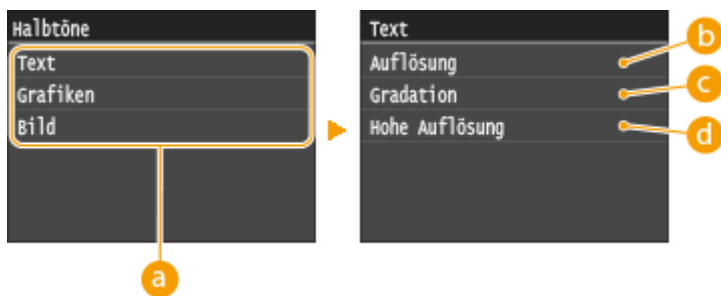 Halbtöne
Text
Grafiken
Bild
a
Text
Auflösung
Gradation
Hohe Auflösung
b
c
d